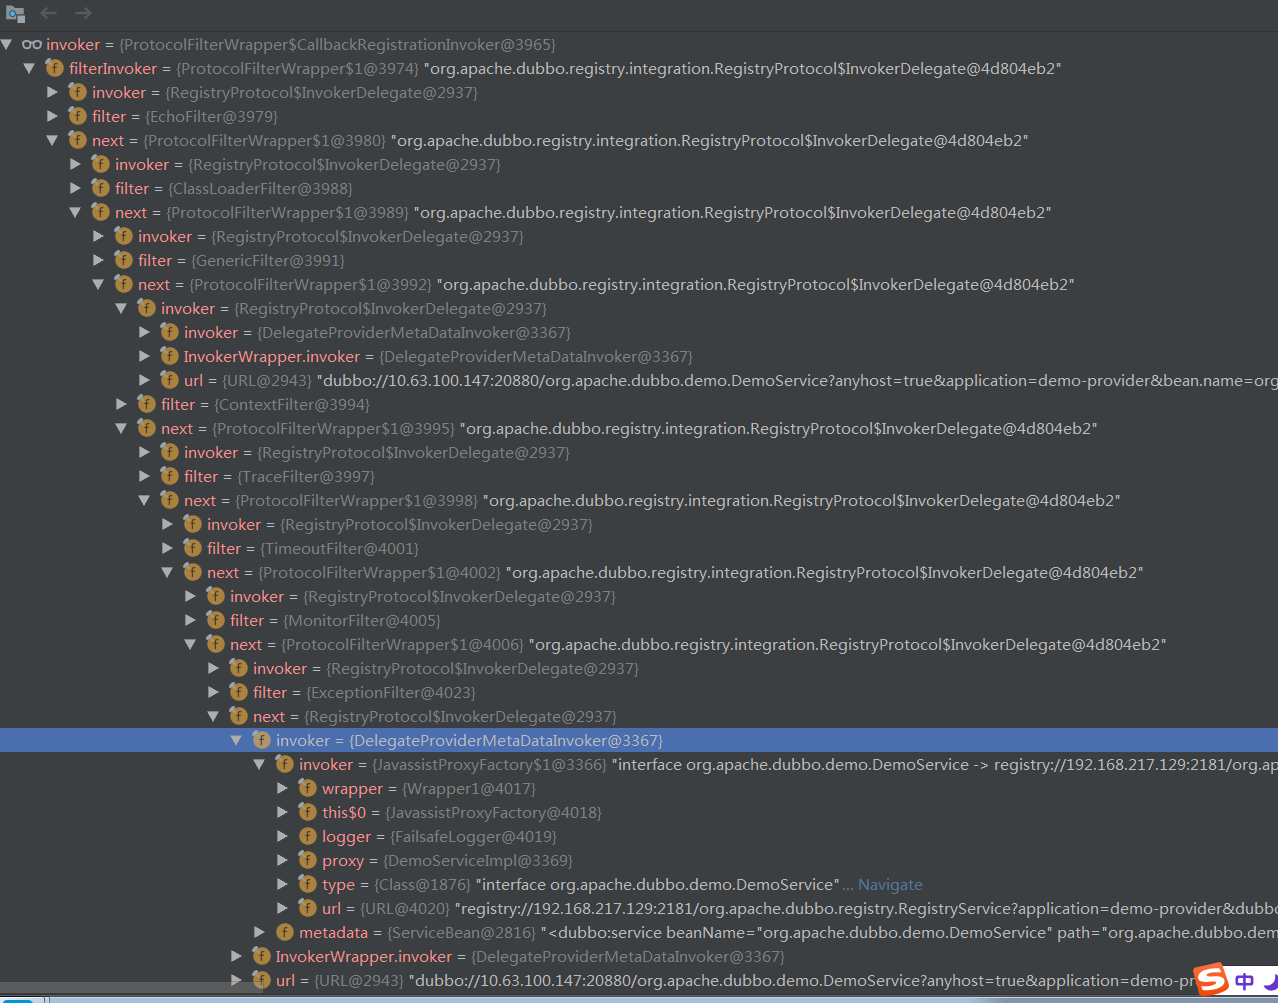 invoker = {ProtocolFilterWrapper$CallbackRegistrationInvoker@3965}
filterInvoker = {ProtocolFilterWrapper$1@3974} "org.apache.dubbo.registry.integration.RegistryProtocol$InvokerDelegate@4d804eb2"
invoker = {RegistryProtocol$InvokerDelegate@2937}
filter = {EchoFilter@3979}
next = {ProtocolFilterWrapper$1@3980} "org.apache.dubbo.registry.integration.RegistryProtocol$InvokerDelegate@4d804eb2"
invoker = {RegistryProtocol$InvokerDelegate@2937}
filter = {ClassLoaderFilter@3988}
next = {ProtocolFilterWrapper$1@3989} "org.apache.dubbo.registry.integration.RegistryProtocol$InvokerDelegate@4d804eb2"
invoker = {RegistryProtocol$InvokerDelegate@2937}
filter = {GenericFilter@3991}
next = {ProtocolFilterWrapper$1@3992} "org.apache.dubbo.registry.integration.RegistryProtocol$InvokerDelegate@4d804eb2"
invoker = {RegistryProtocol$InvokerDelegate@2937}
invoker = {DelegateProviderMetaDataInvoker@3367}
InvokerWrapper.invoker = {DelegateProviderMetaDataInvoker@3367}
url = {URL@2943} "dubbo://10.63.100.147:20880/org.apache.dubbo.demo.DemoService?anyhost=true&application=demo-provider&bean.name=org
filter = {ContextFilter@3994}
next = {ProtocolFilterWrapper$1@3995} "org.apache.dubbo.registry.integration.RegistryProtocol$InvokerDelegate@4d804eb2"
invoker = {RegistryProtocol$InvokerDelegate@2937}
filter = {TraceFilter@3997}
next = {ProtocolFilterWrapper$1@3998} "org.apache.dubbo.registry.integration.RegistryProtocol$InvokerDelegate@4d804eb2"
invoker = {RegistryProtocol$InvokerDelegate@2937}
filter = {TimeoutFilter@4001}
next = {ProtocolFilterWrapper$1@4002} "org.apache.dubbo.registry.integration.RegistryProtocol$InvokerDelegate@4d804eb2"
invoker = {RegistryProtocol$InvokerDelegate@2937}
filter = {MonitorFilter@4005}
next = {ProtocolFilterWrapper$1@4006} "org.apache.dubbo.registry.integration.RegistryProtocol$InvokerDelegate@4d804eb2"
invoker = {RegistryProtocol$InvokerDelegate@2937}
filter = {ExceptionFilter@4023}
next = {RegistryProtocol$InvokerDelegate@2937}
invoker = {DelegateProviderMetaDataInvoker@3367}
invoker = {JavassistProxyFactory$1@3366} "interface org.apache.dubbo.demo.DemoService -> registry://192.168.217.129:2181/org.ap
wrapper = {Wrapper1@4017}
this$0 = {JavassistProxyFactory@4018}
logger = {FailsafeLogger@4019}
proxy = {DemoServiceImpl@3369}
type = {Class@1876} "interface org.apache.dubbo.demo.DemoService"... Navigate
url = {URL@4020} "registry://192.168.217.129:2181/org.apache.dubbo.registry.RegistryService?application=demo-provider&dubbo
metadata = {ServiceBean@2816} "<dubbo:service beanName="org.apache.dubbo.demo.DemoService" path="org.apache.dubbo.dem
InvokerWrapper.invoker = {DelegateProviderMetaDataInvoker@3367}
url = {URL@2943} "dubbo://10.63.100.147:20880/org.apache.dubbo.demo.DemoService?anyhost=true&application=demo-pr
中